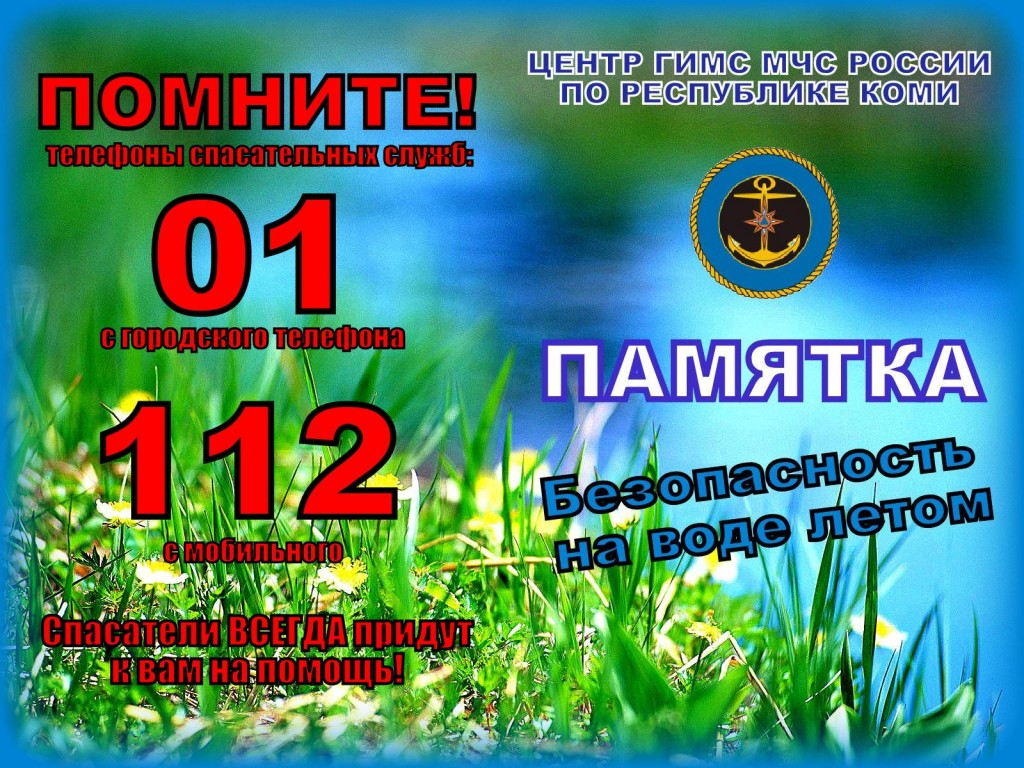 ПОМНИТЕ!
телефоны спасательных служб:
01
с городского телефона
112
с мобильного
Спасатели ВСЕГДА придут
к вам на помощь!
ЦЕНТР ГИМС МЧС РОССИИ
ПО РЕСПУБЛИКЕ КОМИ
ПАМЯТКА
Безопасность
на воде летом